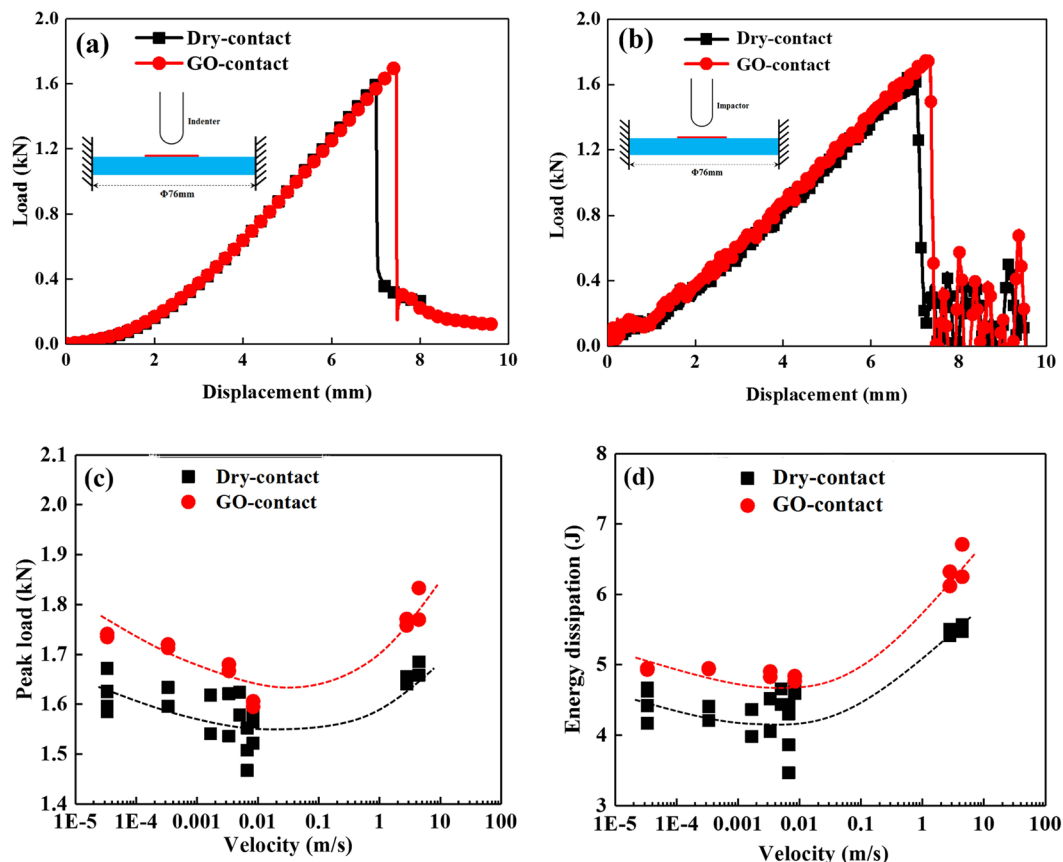 (a)
Dry-contact
GO-contact
Indenter
Φ76mm
Load (kN)
2.0
1.6
1.2
0.8
0.4
0.0
0 2 4 6 8 10
Displacement (mm)
(b)
Dry-contact
GO-contact
Impactor
Φ76mm
Load (kN)
2.0
1.6
1.2
0.8
0.4
0.0
0 2 4 6 8 10
Displacement (mm)
(c)
Dry-contact
GO-contact
Peak load (kN)
2.1
2.0
1.9
1.8
1.7
1.6
1.5
1.4
1E-5 1E-4 0.001 0.01 0.1 1 10 100
Velocity (m/s)
(d)
Dry-contact
GO-contact
Energy dissipation (J)
8
7
6
5
4
3
1E-5 1E-4 0.001 0.01 0.1 1 10 100
Velocity (m/s)